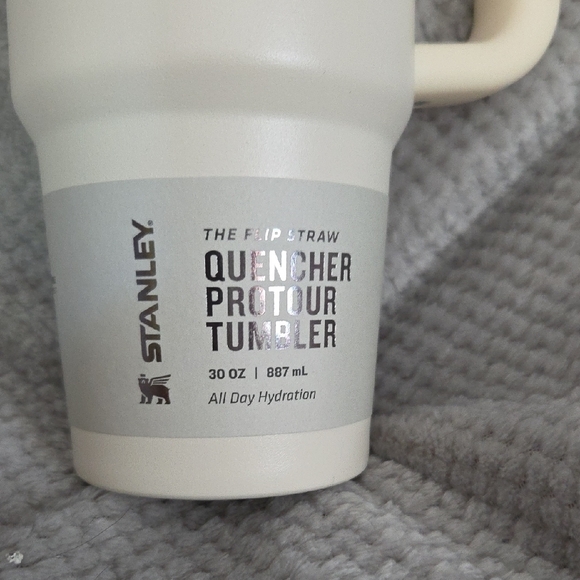 STANLEY.
THE FLIP STRAW
QUENCHER
PROTOUR
TUMBLER
30 OZ | 887 mL
All Day Hydration